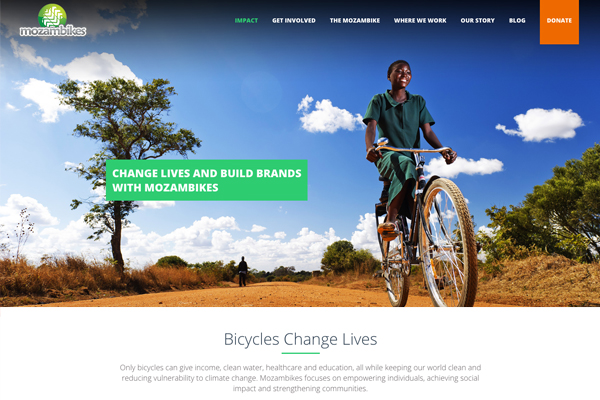 mozambikes
IMPACT GET INVOLVED THE MOZAMBIKE WHERE WE WORK OUR STORY BLOG DONATE
CHANGE LIVES AND BUILD BRANDS
WITH MOZAMBIKES
Bicycles Change Lives
Only bicycles can give income, clean water, healthcare and education, all while keeping our world clean and
reducing vulnerability to climate change. Mozambikes focuses on empowering individuals, achieving social
impact and strengthening communities.